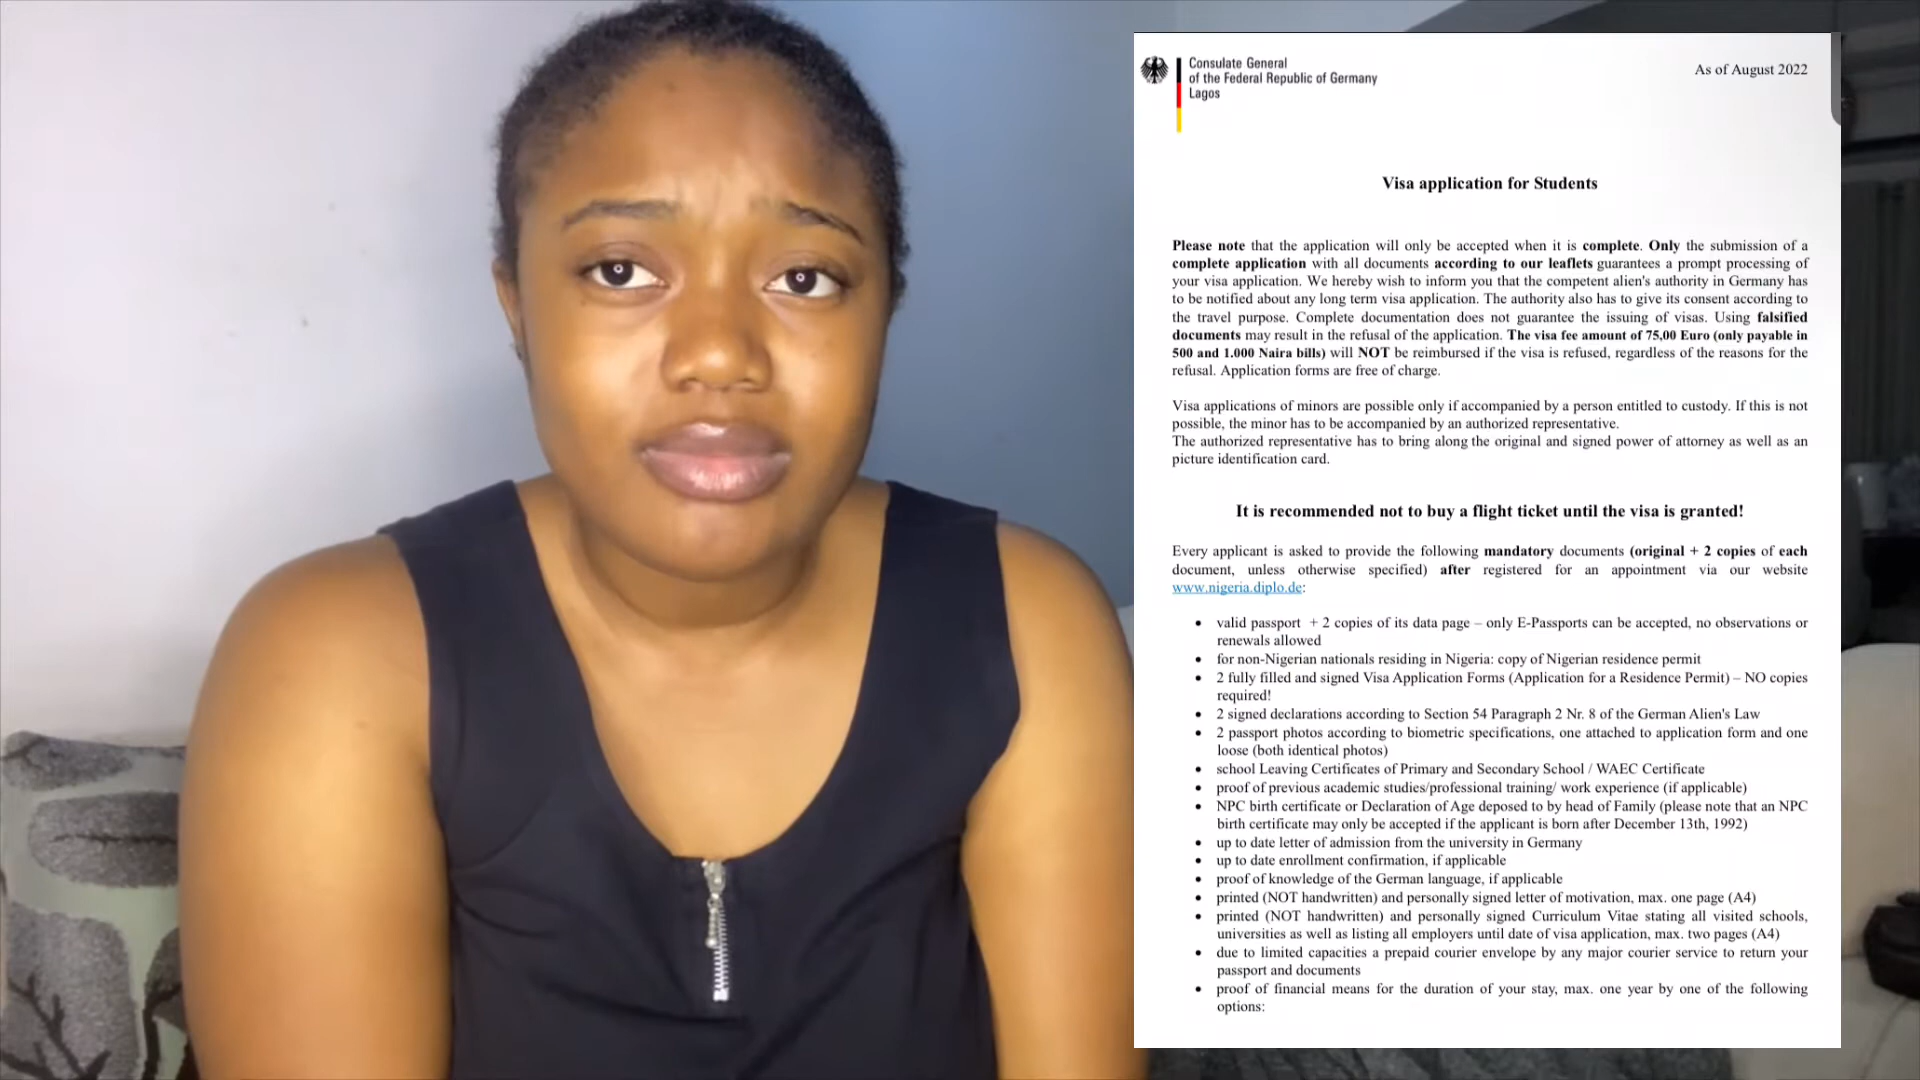 Consulate General
of the Federal Republic of Germany
Lagos
As of August 2022
Visa application for Students
Please note that the application will only be accepted when it is complete. Only the submission of a
complete application with all documents according to our leaflets guarantees a prompt processing of
your visa application. We hereby wish to inform you that the competent alien's authority in Germany has
to be notified about any long term visa application. The authority also has to give its consent according to
the travel purpose. Complete documentation does not guarantee the issuing of visas. Using falsified
documents may result in the refusal of the application. The visa fee amount of 75,00 Euro (only payable in
500 and 1.000 Naira bills) will NOT be reimbursed if the visa is refused, regardless of the reasons for the
refusal. Application forms are free of charge.
Visa applications of minors are possible only if accompanied by a person entitled to custody. If this is not
possible, the minor has to be accompanied by an authorized representative.
The authorized representative has to bring along the original and signed power of attorney as well as an
picture identification card.
It is recommended not to buy a flight ticket until the visa is granted!
Every applicant is asked to provide the following mandatory documents (original + 2 copies of each
document, unless otherwise specified) after registered for an appointment via our website
www.nigeria.diplo.de:
• valid passport + 2 copies of its data page – only E-Passports can be accepted, no observations or
renewals allowed
• for non-Nigerian nationals residing in Nigeria: copy of Nigerian residence permit
• 2 fully filled and signed Visa Application Forms (Application for a Residence Permit) – NO copies
required!
• 2 signed declarations according to Section 54 Paragraph 2 Nr. 8 of the German Alien's Law
• 2 passport photos according to biometric specifications, one attached to application form and one
loose (both identical photos)
• school Leaving Certificates of Primary and Secondary School / WAEC Certificate
• proof of previous academic studies/professional training/ work experience (if applicable)
• NPC birth certificate or Declaration of Age deposed to by head of Family (please note that an NPC
birth certificate may only be accepted if the applicant is born after December 13th, 1992)
• up to date letter of admission from the university in Germany
• up to date enrollment confirmation, if applicable
• proof of knowledge of the German language, if applicable
• printed (NOT handwritten) and personally signed letter of motivation, max. one page (A4)
• printed (NOT handwritten) and personally signed Curriculum Vitae stating all visited schools,
universities as well as listing all employers until date of visa application, max. two pages (A4)
• due to limited capacities a prepaid courier envelope by any major courier service to return your
passport and documents
• proof of financial means for the duration of your stay, max. one year by one of the following
options: